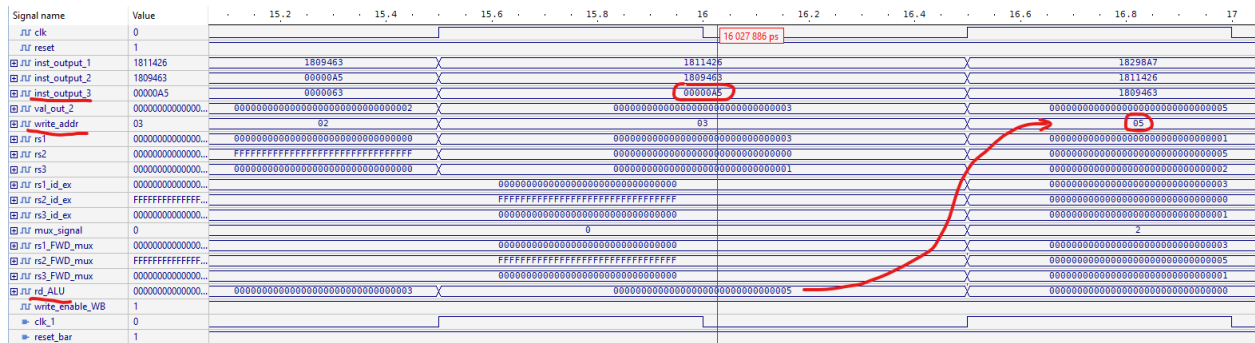 Signal name Value 15.2 15.4 15.6 15.8 16 16.2 16.4 16.6 16.8 17
clk 0 16 027 886 ps
reset 1
inst_output_1 1811426 1809463 1811426 18298A7
inst_output_2 1809463 00000A5 1809463 1811426
inst_output_3 00000A5 0000063 00000A5 1809463
val_out_2 00000000000000... 00000000000000000000000000000002 00000000000000000000000000000003 00000000000000000000000000000005
write_addr 03 02 03 05
rs1 00000000000000... 00000000000000000000000000000000 00000000000000000000000000000003 00000000000000000000000000000001
rs2 00000000000000... FFFFFFFFFFFFFFFFFFFFFFFFFFFFFFFF 00000000000000000000000000000000 00000000000000000000000000000005
rs3 00000000000000... 00000000000000000000000000000000 00000000000000000000000000000001 00000000000000000000000000000002
rs1_id_ex 00000000000000... 00000000000000000000000000000000 00000000000000000000000000000003
rs2_id_ex FFFFFFFFFFFFFF... FFFFFFFFFFFFFFFFFFFFFFFFFFFFFFFF 00000000000000000000000000000000
rs3_id_ex 00000000000000... 00000000000000000000000000000000 00000000000000000000000000000001
mux_signal 0 0 2
rs1_FWD_mux 00000000000000... 00000000000000000000000000000000 00000000000000000000000000000003
rs2_FWD_mux FFFFFFFFFFFFFF... FFFFFFFFFFFFFFFFFFFFFFFFFFFFFFFF 00000000000000000000000000000005
rs3_FWD_mux 00000000000000... 00000000000000000000000000000000 00000000000000000000000000000001
rd_ALU 00000000000000... 00000000000000000000000000000003 00000000000000000000000000000005 00000000000000000000000000000000
write_enable_WB 1
clk_1 0
reset_bar 1